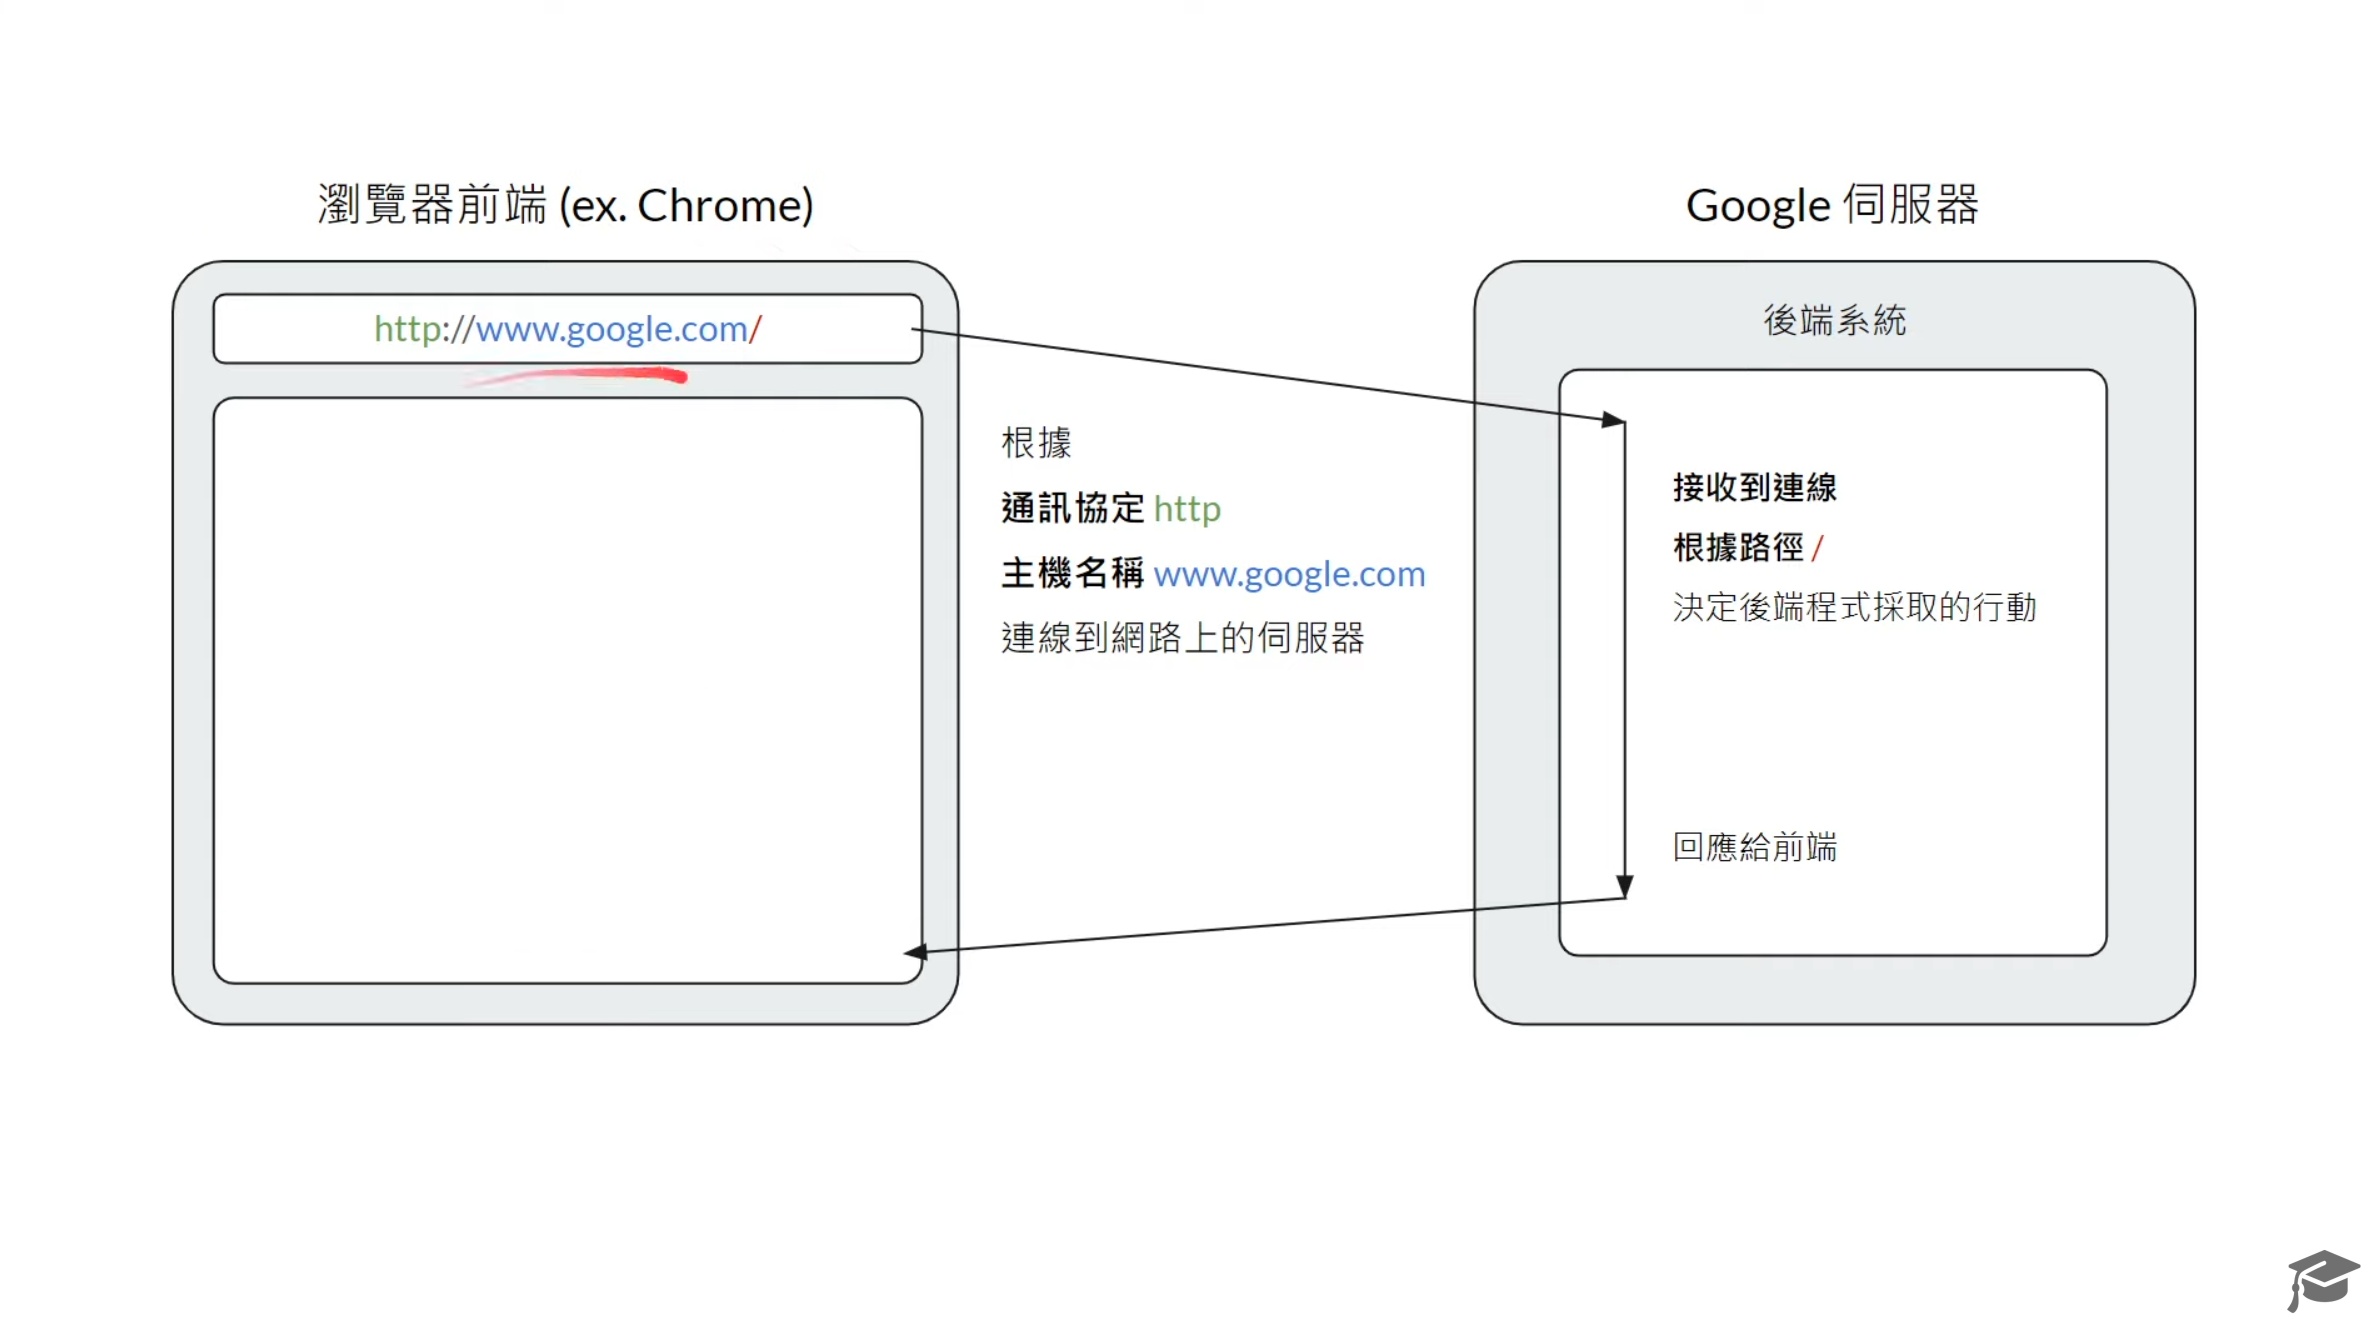 瀏覽器前端 (ex. Chrome)
http://www.google.com/
根據
通訊協定 http
主機名稱 www.google.com
連線到網路上的伺服器
Google 伺服器
後端系統
接收到連線
根據路徑 /
決定後端程式採取的行動
回應給前端